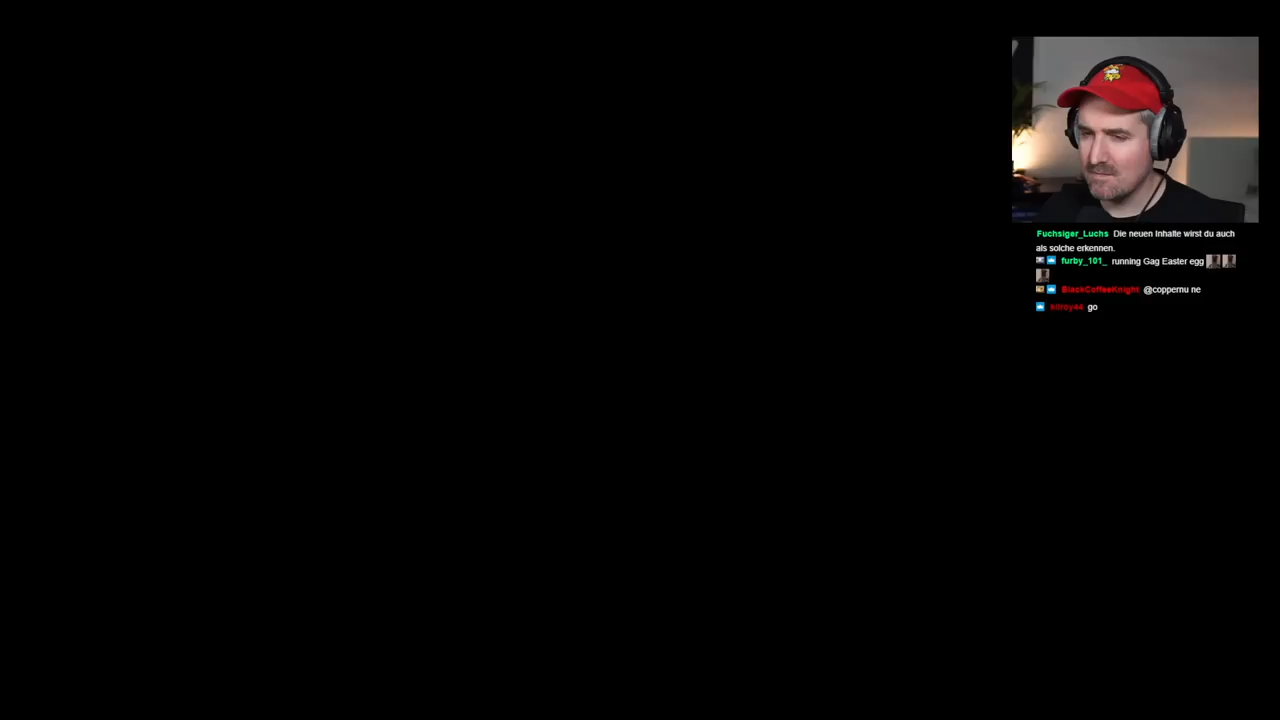 Fuchsiger_Luchs Die neuen Inhalte wirst du auch
als solche erkennen.
furby_101_ running Gag Easter egg
BlackCoffeeKnight @coppernu ne
go